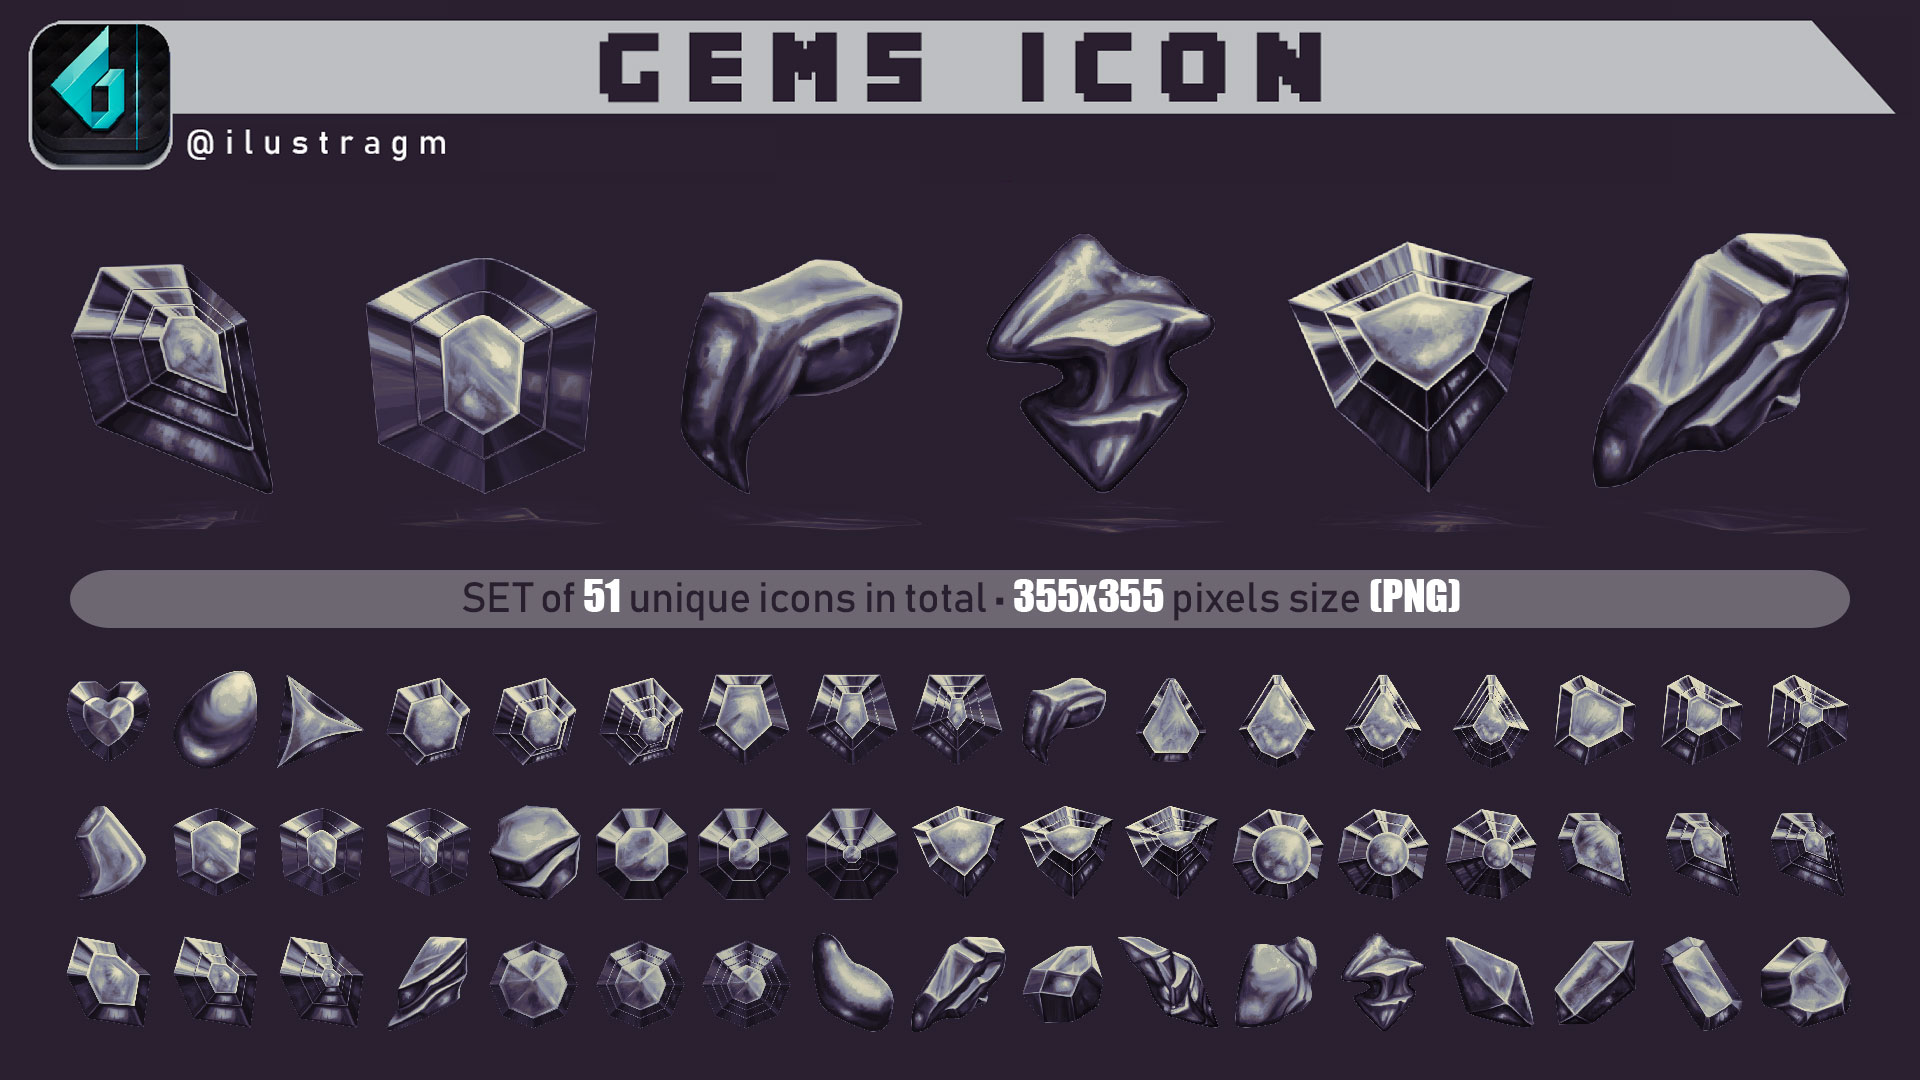 GEMS ICON
@ilustragm
SET of 51 unique icons in total · 355x355 pixels size (PNG)